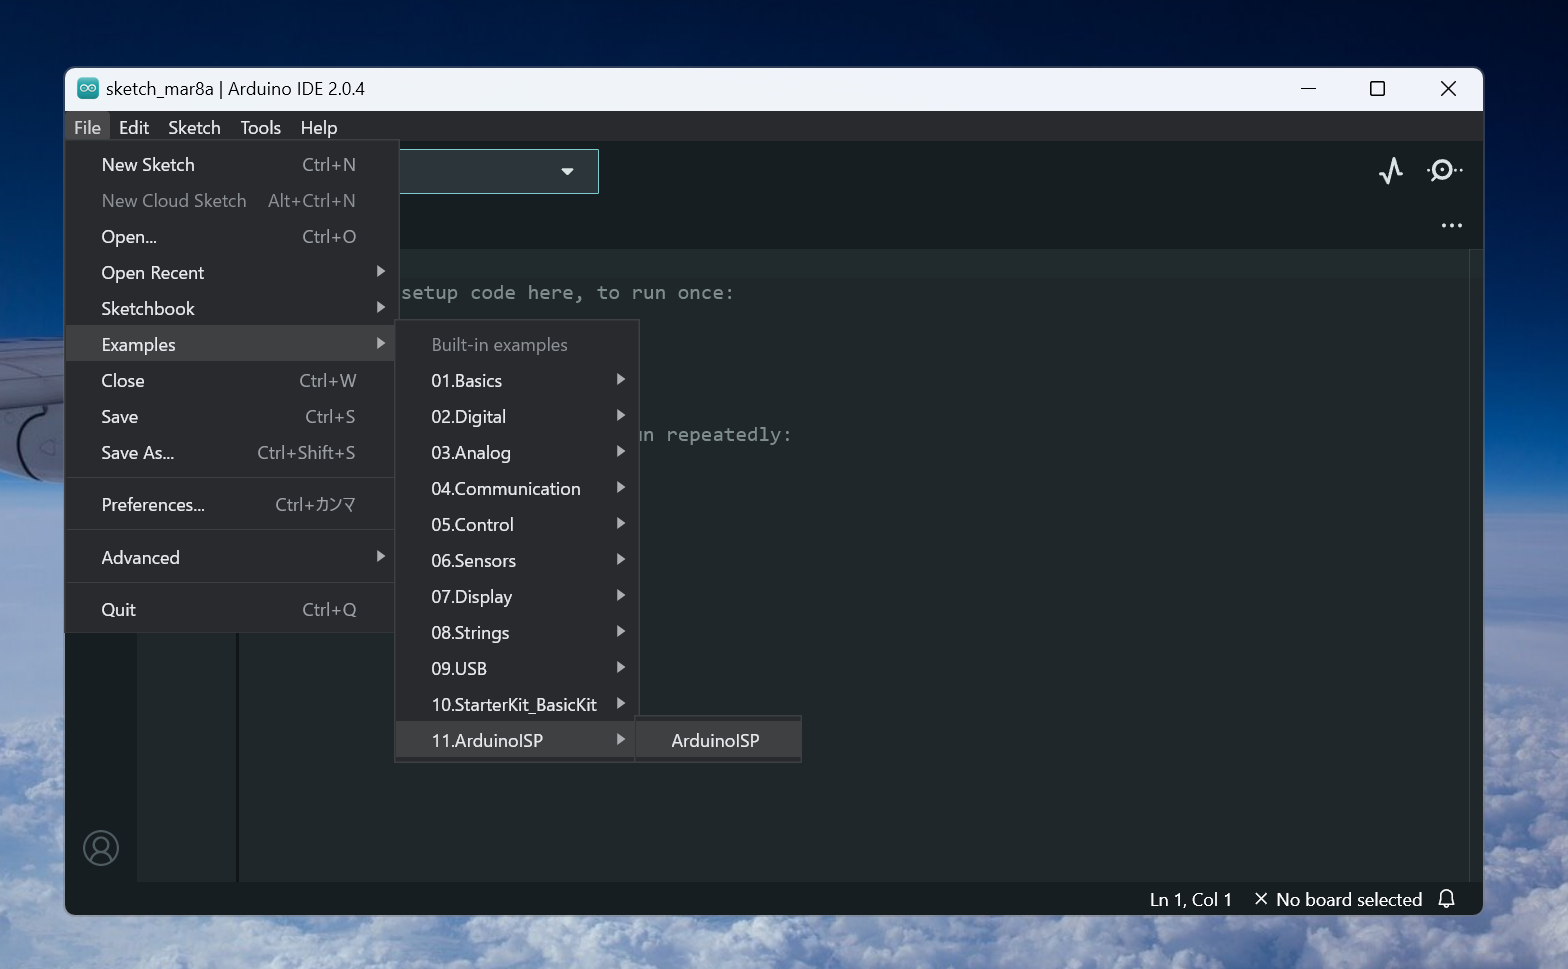 sketch_mar8a | Arduino IDE 2.0.4
File Edit Sketch Tools Help
New Sketch Ctrl+N
New Cloud Sketch Alt+Ctrl+N
Open... Ctrl+O
Open Recent
Sketchbook
Examples
Close Ctrl+W
Save Ctrl+S
Save As... Ctrl+Shift+S
Preferences... Ctrl+カンマ
Advanced
Quit Ctrl+Q
setup code here, to run once:
un repeatedly:
Built-in examples
01.Basics
02.Digital
03.Analog
04.Communication
05.Control
06.Sensors
07.Display
08.Strings
09.USB
10.StarterKit_BasicKit
11.ArduinoISP
ArduinoISP
Ln 1, Col 1 × No board selected